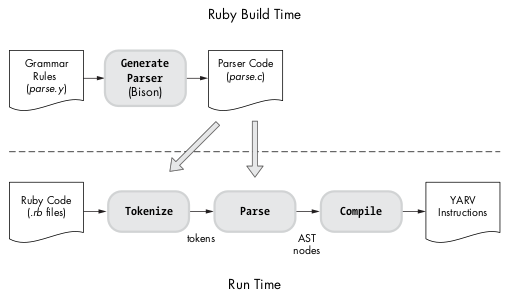 Ruby Build Time
Grammar
Rules
(parse.y)
Generate
Parser
(Bison)
Parser Code
(parse.c)
Ruby Code
(.rb files)
Tokenize
tokens
Parse
AST
nodes
Compile
YARV
Instructions
Run Time